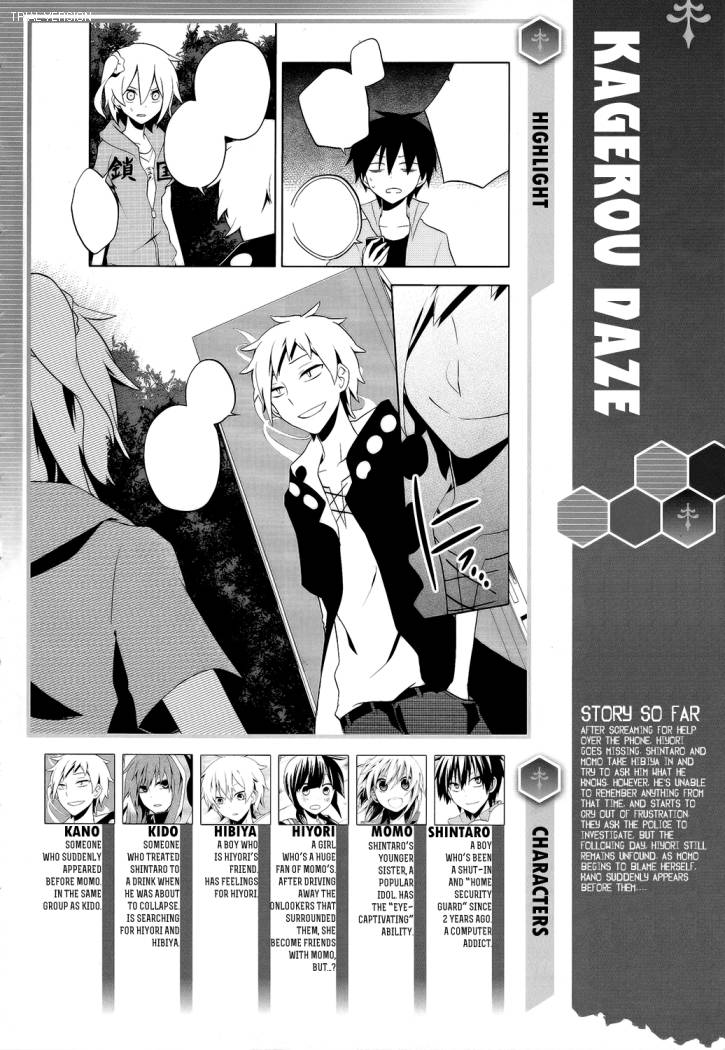 TRIAL VERSION
KAGEROU DAZE
HIGHLIGHT
鎖国
STORY SO FAR
AFTER SCREAMING FOR HELP
OVER THE PHONE, HIYORI
GOES MISSING. SHINTARO AND
MOMO TAKE HIBIYA IN AND
TRY TO ASK HIM WHAT HE
KNOWS. HOWEVER, HE'S UNABLE
TO REMEMBER ANYTHING FROM
THAT TIME, AND STARTS TO
CRY OUT OF FRUSTRATION.
THEY ASK THE POLICE TO
INVESTIGATE, BUT THE
FOLLOWING DAY, HIYORI STILL
REMAINS UNFOUND. AS MOMO
BEGINS TO BLAME HERSELF,
KANO SUDDENLY APPEARS
BEFORE THEM....
CHARACTERS
SHINTARO
A BOY
WHO'S BEEN
A SHUT-IN
AND "HOME
SECURITY
GUARD" SINCE
2 YEARS AGO.
A COMPUTER
ADDICT.
MOMO
SHINTARO'S
YOUNGER
SISTER, A
POPULAR
IDOL HAS
THE "EYE-
CAPTIVATING"
ABILITY.
HIYORI
A GIRL
WHO'S A HUGE
FAN OF MOMO'S.
AFTER DRIVING
AWAY THE
ONLOOKERS THAT
SURROUNDED
THEM, SHE
BECOME FRIENDS
WITH MOMO,
BUT...?
HIBIYA
A BOY WHO
IS HIYORI'S
FRIEND.
HAS FEELINGS
FOR HIYORI.
KIDO
SOMEONE
WHO TREATED
SHINTARO TO
A DRINK WHEN
HE WAS ABOUT
TO COLLAPSE.
IS SEARCHING
FOR HIYORI AND
HIBIYA.
KANO
SOMEONE
WHO SUDDENLY
APPEARED
BEFORE MOMO.
IN THE SAME
GROUP AS KIDO.